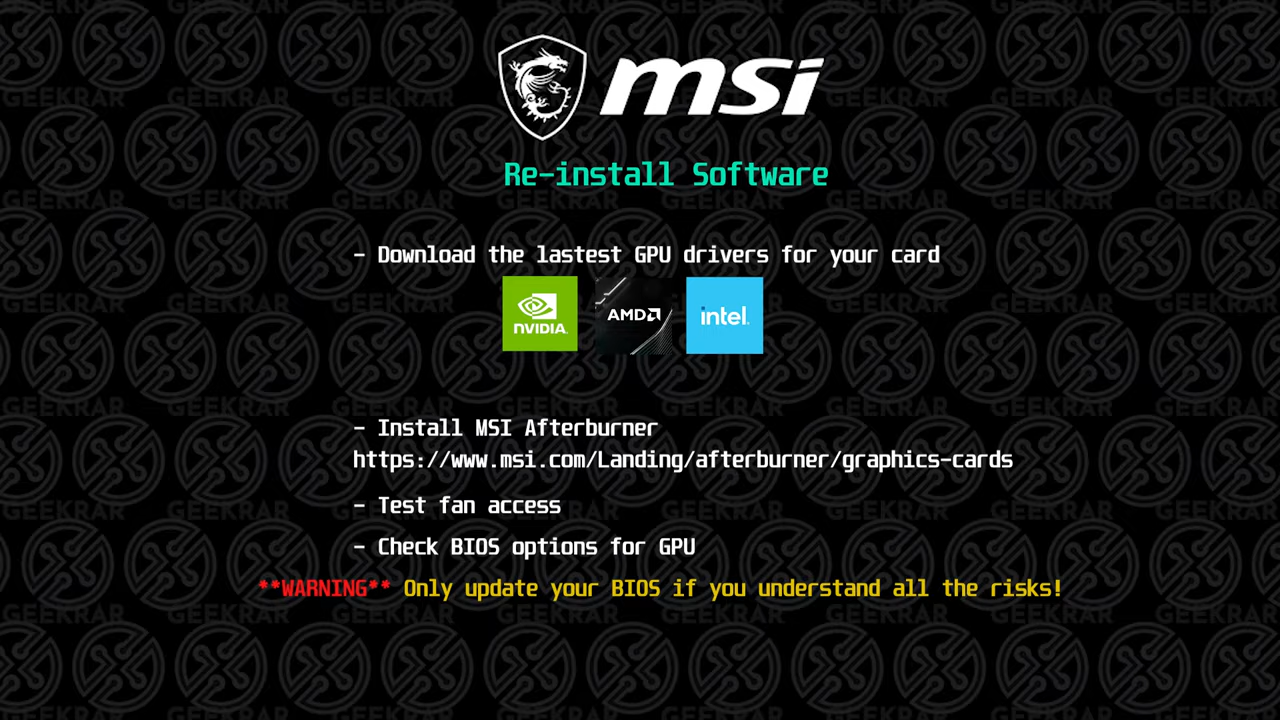 msi
Re-install Software
- Download the lastest GPU drivers for your card
NVIDIA. AMD intel.
- Install MSI Afterburner
https://www.msi.com/Landing/afterburner/graphics-cards
- Test fan access
- Check BIOS options for GPU
**WARNING** Only update your BIOS if you understand all the risks!
GEEKRAR